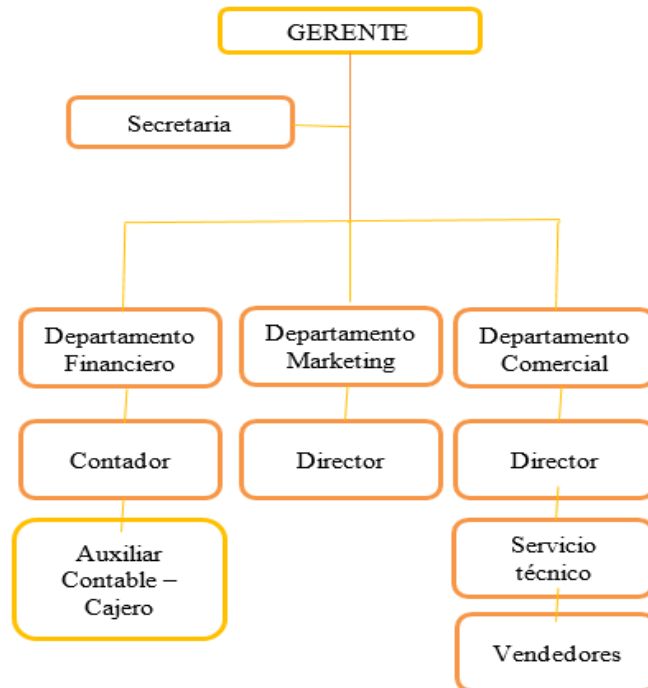 GERENTE
Secretaria
Departamento
Financiero
Departamento
Marketing
Departamento
Comercial
Contador
Director
Director
Auxiliar
Contable –
Cajero
Servicio
técnico
Vendedores